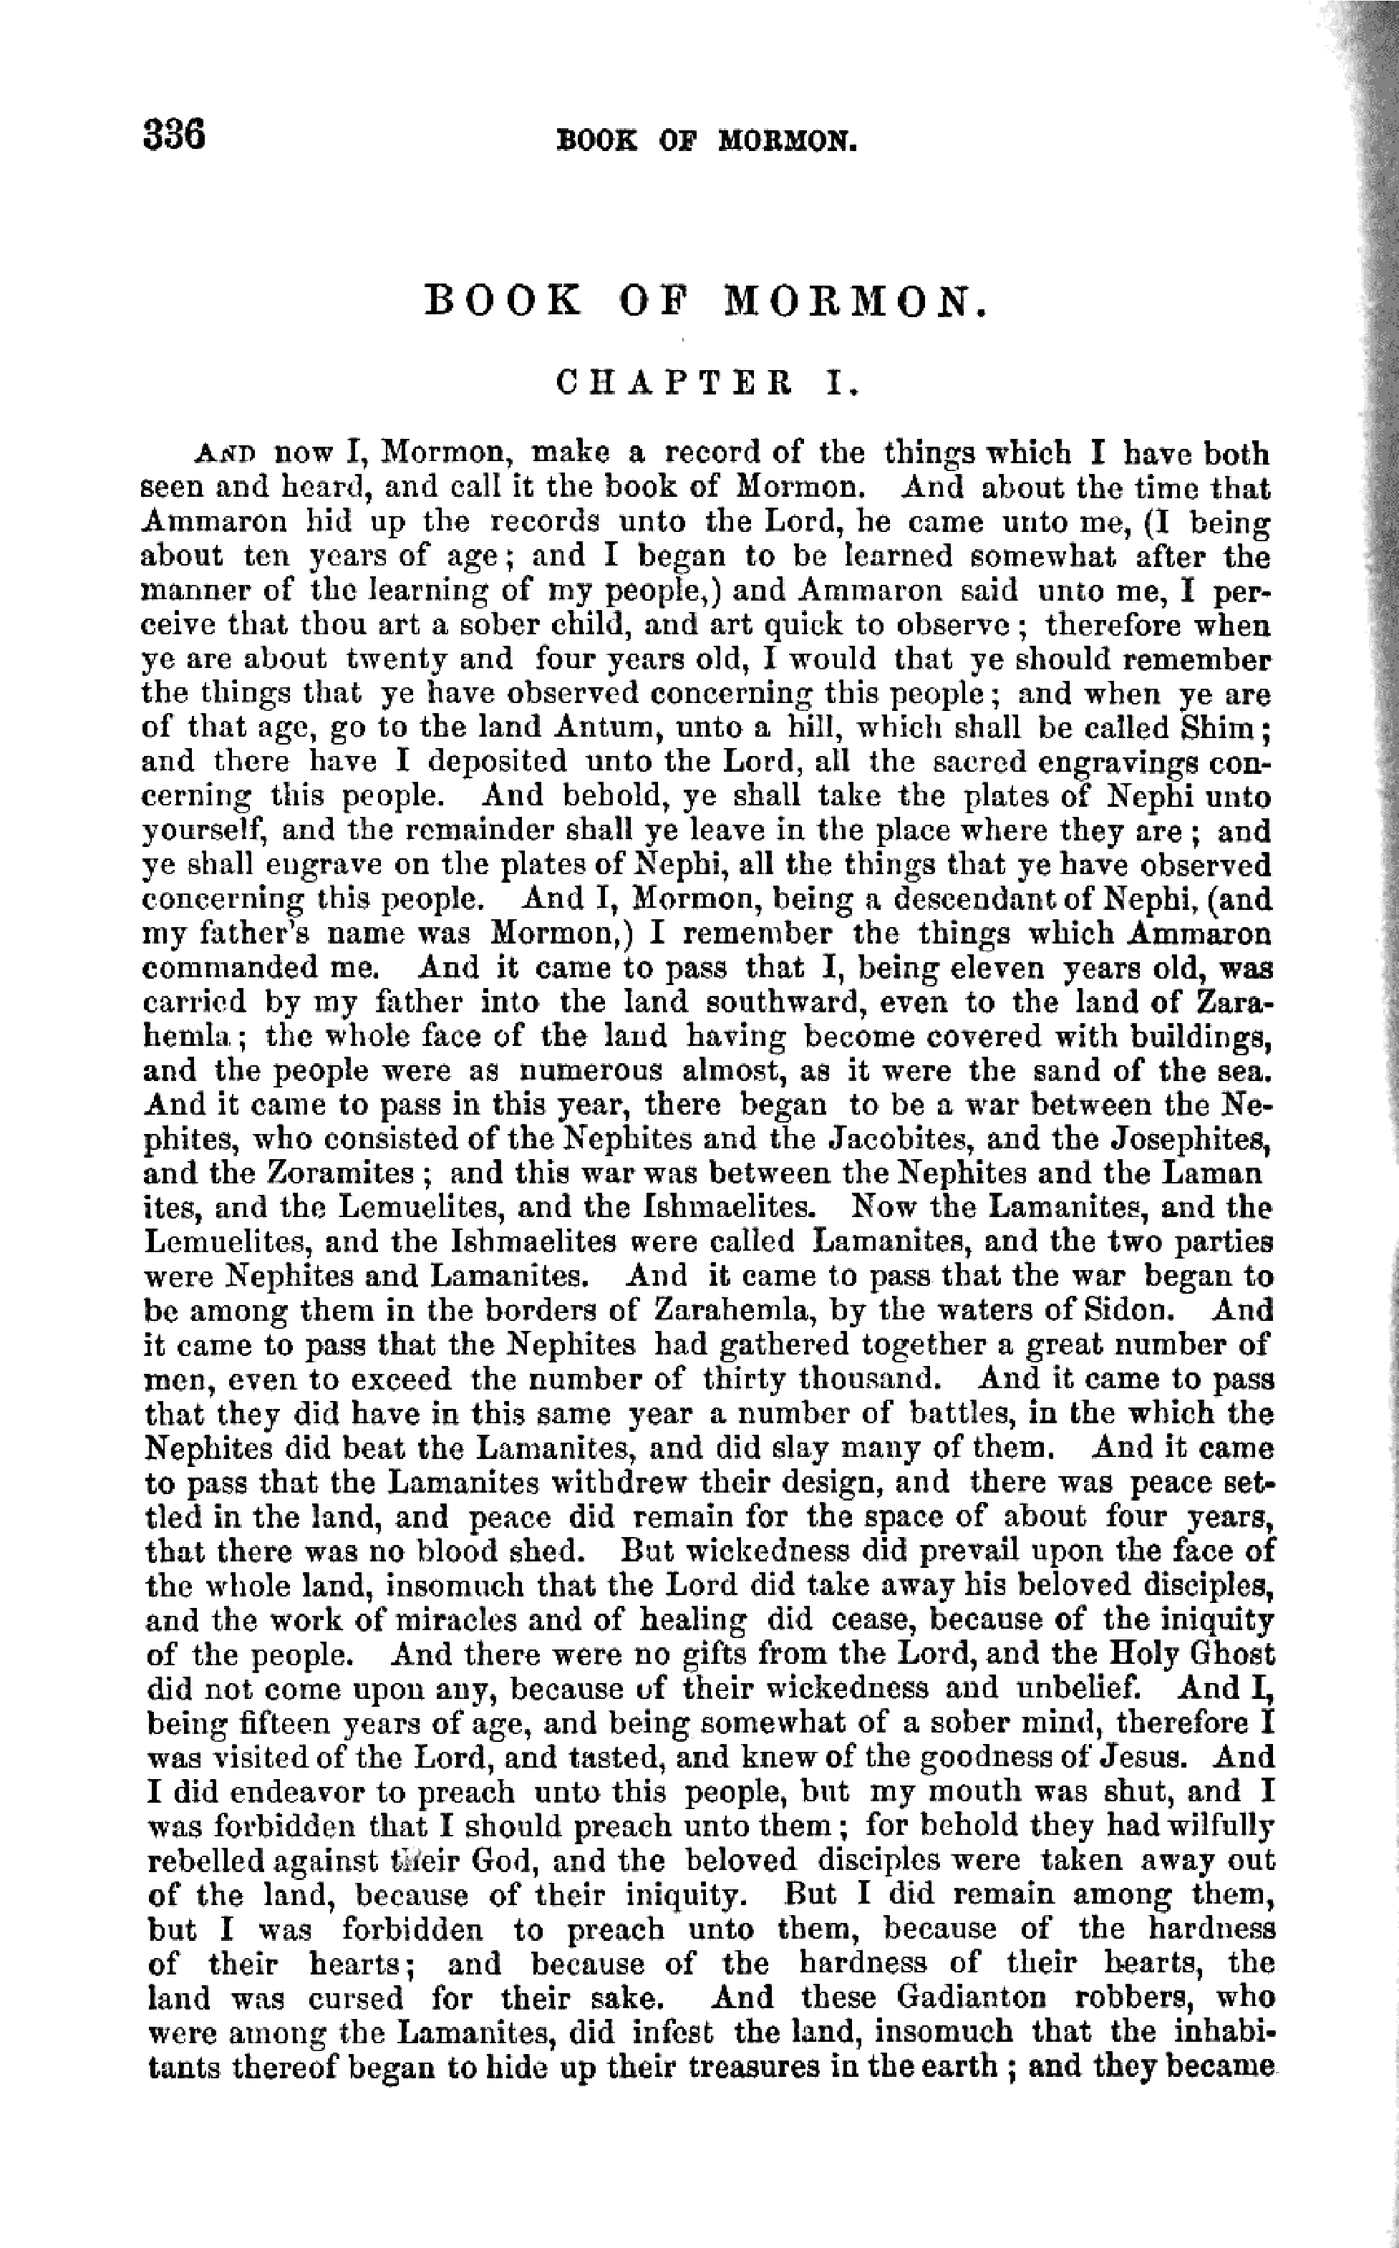 336
BOOK OF MORMON.
BOOK OF MORMON.
CHAPTER I.
AND now I, Mormon, make a record of the things which I have both
seen and heard, and call it the book of Mormon. And about the time that
Ammaron hid up the records unto the Lord, he came unto me, (I being
about ten years of age; and I began to be learned somewhat after the
manner of the learning of my people,) and Ammaron said unto me, I per-
ceive that thou art a sober child, and art quick to observe; therefore when
ye are about twenty and four years old, I would that ye should remember
the things that ye have observed concerning this people; and when ye are
of that age, go to the land Antum, unto a hill, which shall be called Shim;
and there have I deposited unto the Lord, all the sacred engravings con-
cerning this people. And behold, ye shall take the plates of Nephi unto
yourself, and the remainder shall ye leave in the place where they are; and
ye shall engrave on the plates of Nephi, all the things that ye have observed
concerning this people. And I, Mormon, being a descendant of Nephi, (and
my father's name was Mormon,) I remember the things which Ammaron
commanded me. And it came to pass that I, being eleven years old, was
carried by my father into the land southward, even to the land of Zara-
hemla; the whole face of the land having become covered with buildings,
and the people were as numerous almost, as it were the sand of the sea.
And it came to pass in this year, there began to be a war between the Ne-
phites, who consisted of the Nephites and the Jacobites, and the Josephites,
and the Zoramites; and this war was between the Nephites and the Laman
ites, and the Lemuelites, and the Ishmaelites. Now the Lamanites, and the
Lemuelites, and the Ishmaelites were called Lamanites, and the two parties
were Nephites and Lamanites. And it came to pass that the war began to
be among them in the borders of Zarahemla, by the waters of Sidon. And
it came to pass that the Nephites had gathered together a great number of
men, even to exceed the number of thirty thousand. And it came to pass
that they did have in this same year a number of battles, in the which the
Nephites did beat the Lamanites, and did slay many of them. And it came
to pass that the Lamanites withdrew their design, and there was peace set-
tled in the land, and peace did remain for the space of about four years,
that there was no blood shed. But wickedness did prevail upon the face of
the whole land, insomuch that the Lord did take away his beloved disciples,
and the work of miracles and of healing did cease, because of the iniquity
of the people. And there were no gifts from the Lord, and the Holy Ghost
did not come upon any, because of their wickedness and unbelief. And I,
being fifteen years of age, and being somewhat of a sober mind, therefore I
was visited of the Lord, and tasted, and knew of the goodness of Jesus. And
I did endeavor to preach unto this people, but my mouth was shut, and I
was forbidden that I should preach unto them; for behold they had wilfully
rebelled against their God, and the beloved disciples were taken away out
of the land, because of their iniquity. But I did remain among them,
but I was forbidden to preach unto them, because of the hardness
of their hearts; and because of the hardness of their hearts, the
land was cursed for their sake. And these Gadianton robbers, who
were among the Lamanites, did infest the land, insomuch that the inhabi-
tants thereof began to hide up their treasures in the earth; and they became